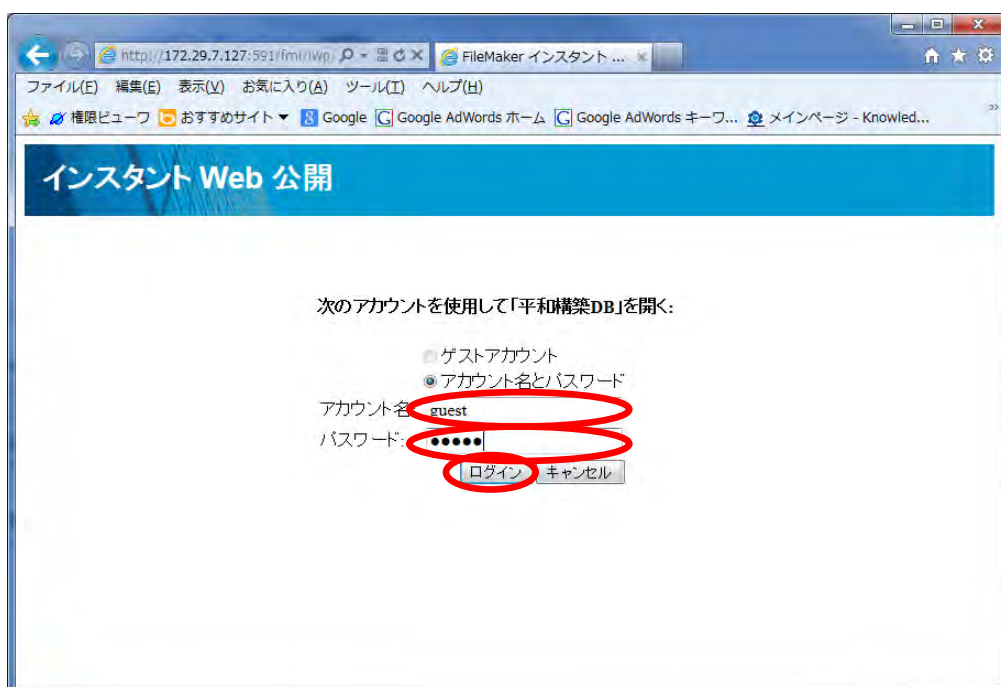 http://172.29.7.127:591/fmi/iwp
FileMaker インスタント ...
ファイル(F) 編集(E) 表示(V) お気に入り(A) ツール(T) ヘルプ(H)
権限ビューワ おすすめサイト ▼ Google Google AdWords ホーム Google AdWords キーワ... メインページ - Knowled...
インスタント Web 公開
次のアカウントを使用して「平和構築DB」を開く:
ゲストアカウント
アカウント名とパスワード
アカウント名 guest
パスワード: ●●●●●
ログイン キャンセル